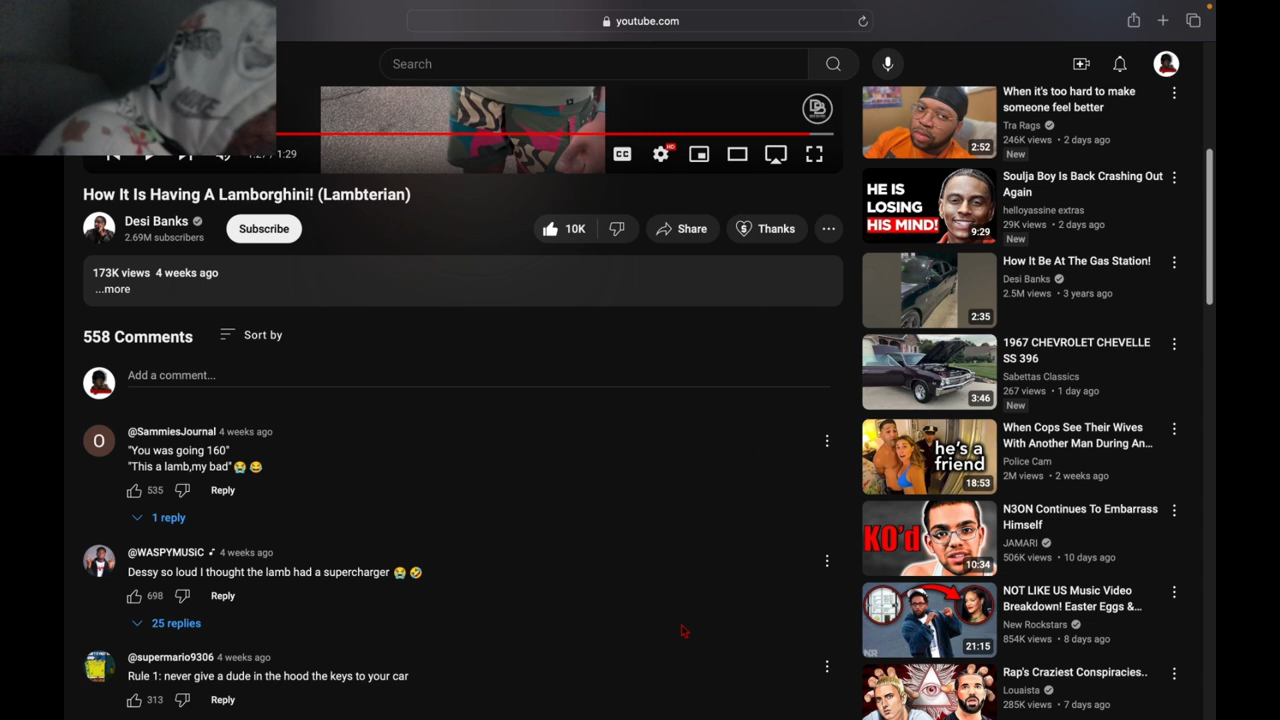 youtube.com
Search
1:27 / 1:29
CC
HD
DB
How It Is Having A Lamborghini! (Lambterian)
Desi Banks
2.69M subscribers
Subscribe
10K
Share
Thanks
173K views 4 weeks ago
...more
558 Comments
Sort by
Add a comment...
O
@SammiesJournal 4 weeks ago
"You was going 160"
"This a lamb,my bad"😭😂
535
Reply
1 reply
@WASPYMUSiC 4 weeks ago
Dessy so loud I thought the lamb had a supercharger 😭🤣
698
Reply
25 replies
@supermario9306 4 weeks ago
Rule 1: never give a dude in the hood the keys to your car
313
Reply
When it's too hard to make
someone feel better
Tra Rags
246K views • 2 days ago
New
2:52
Soulja Boy Is Back Crashing Out
Again
helloyassine extras
29K views • 2 days ago
New
HE IS
LOSING
HIS MIND!
9:29
How It Be At The Gas Station!
Desi Banks
2.5M views • 3 years ago
2:35
1967 CHEVROLET CHEVELLE
SS 396
Sabettas Classics
267 views • 1 day ago
New
3:46
When Cops See Their Wives
With Another Man During An...
Police Cam
2M views • 2 weeks ago
he's a
friend
18:53
N3ON Continues To Embarrass
Himself
JAMARI
506K views • 10 days ago
KO'd
10:34
NOT LIKE US Music Video
Breakdown! Easter Eggs &...
New Rockstars
854K views • 8 days ago
NR
21:15
Rap's Craziest Conspiracies..
Louaista
285K views • 7 days ago